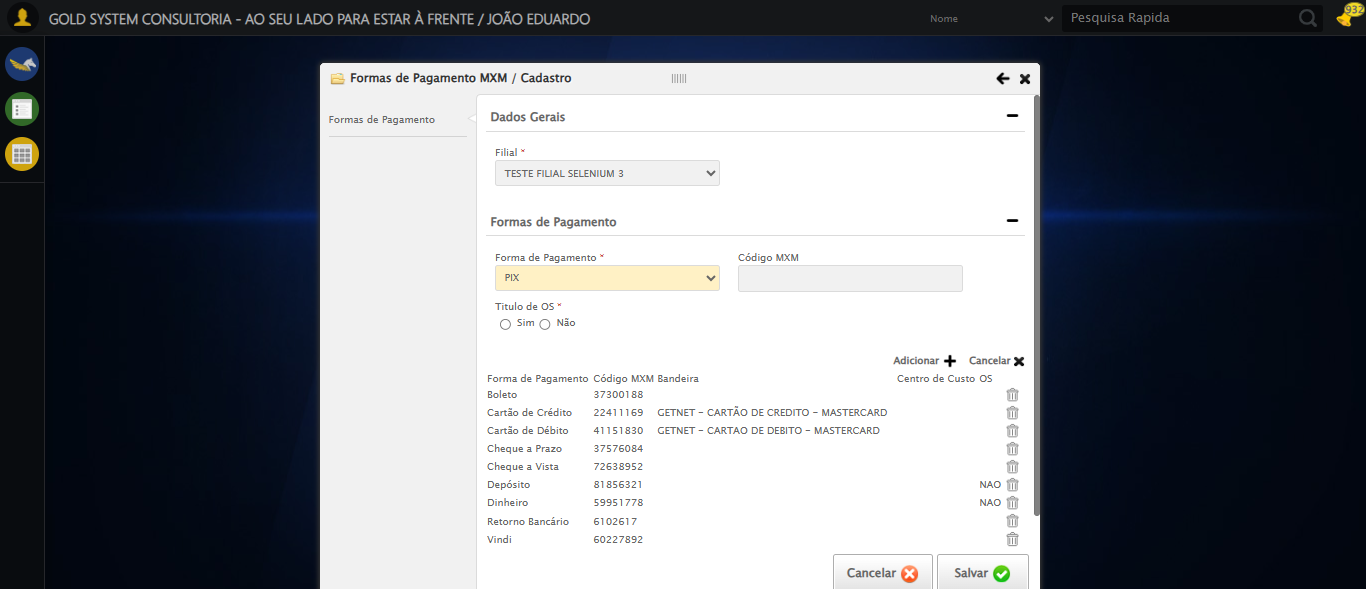 GOLD SYSTEM CONSULTORIA - AO SEU LADO PARA ESTAR À FRENTE / JOÃO EDUARDO
Nome
Pesquisa Rapida
932
Formas de Pagamento MXM / Cadastro
Formas de Pagamento
Dados Gerais
Filial *
TESTE FILIAL SELENIUM 3
Formas de Pagamento
Forma de Pagamento * Código MXM
PIX
Titulo de OS *
Sim Não
Adicionar Cancelar
Forma de Pagamento Código MXM Bandeira Centro de Custo OS
Boleto 37300188
Cartão de Crédito 22411169 GETNET - CARTÃO DE CREDITO - MASTERCARD
Cartão de Débito 41151830 GETNET - CARTAO DE DEBITO - MASTERCARD
Cheque a Prazo 37576084
Cheque a Vista 72638952
Depósito 81856321 NAO
Dinheiro 59951778 NAO
Retorno Bancário 6102617
Vindi 60227892
Cancelar Salvar